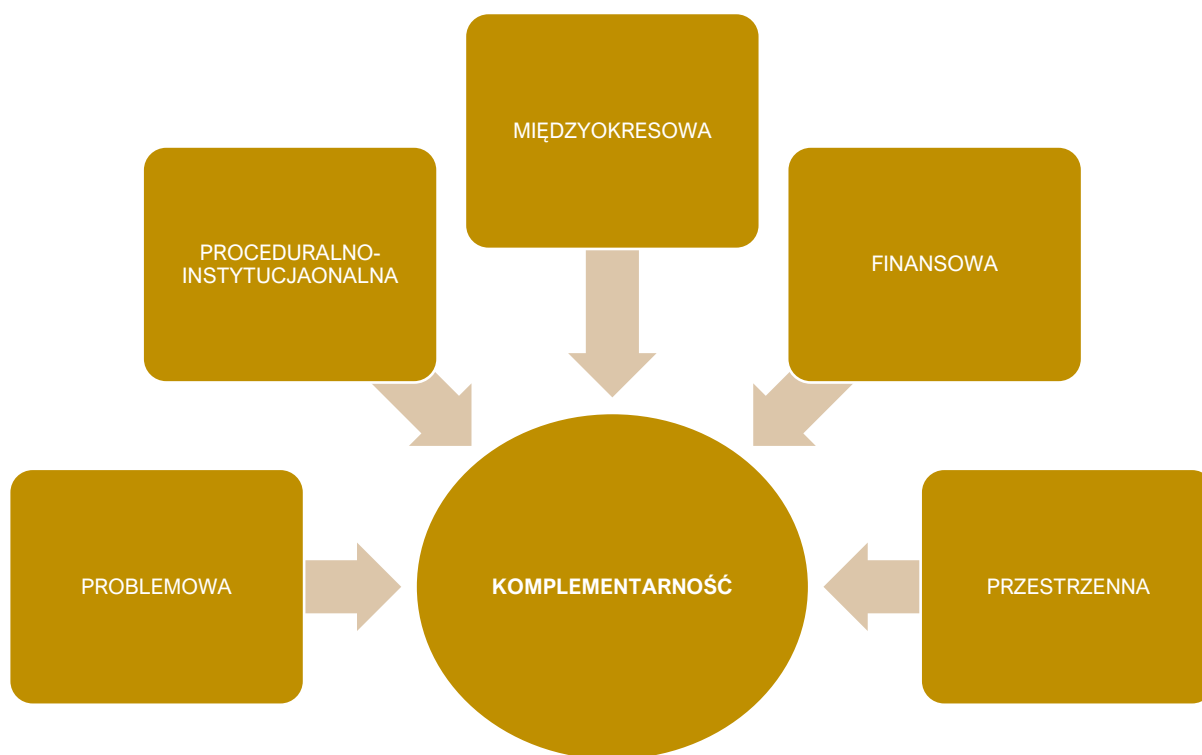 MIĘDZYOKRESOWA
PROCEDURALNO-
INSTYTUCJAONALNA
FINANSOWA
PROBLEMOWA
KOMPLEMENTARNOŚĆ
PRZESTRZENNA